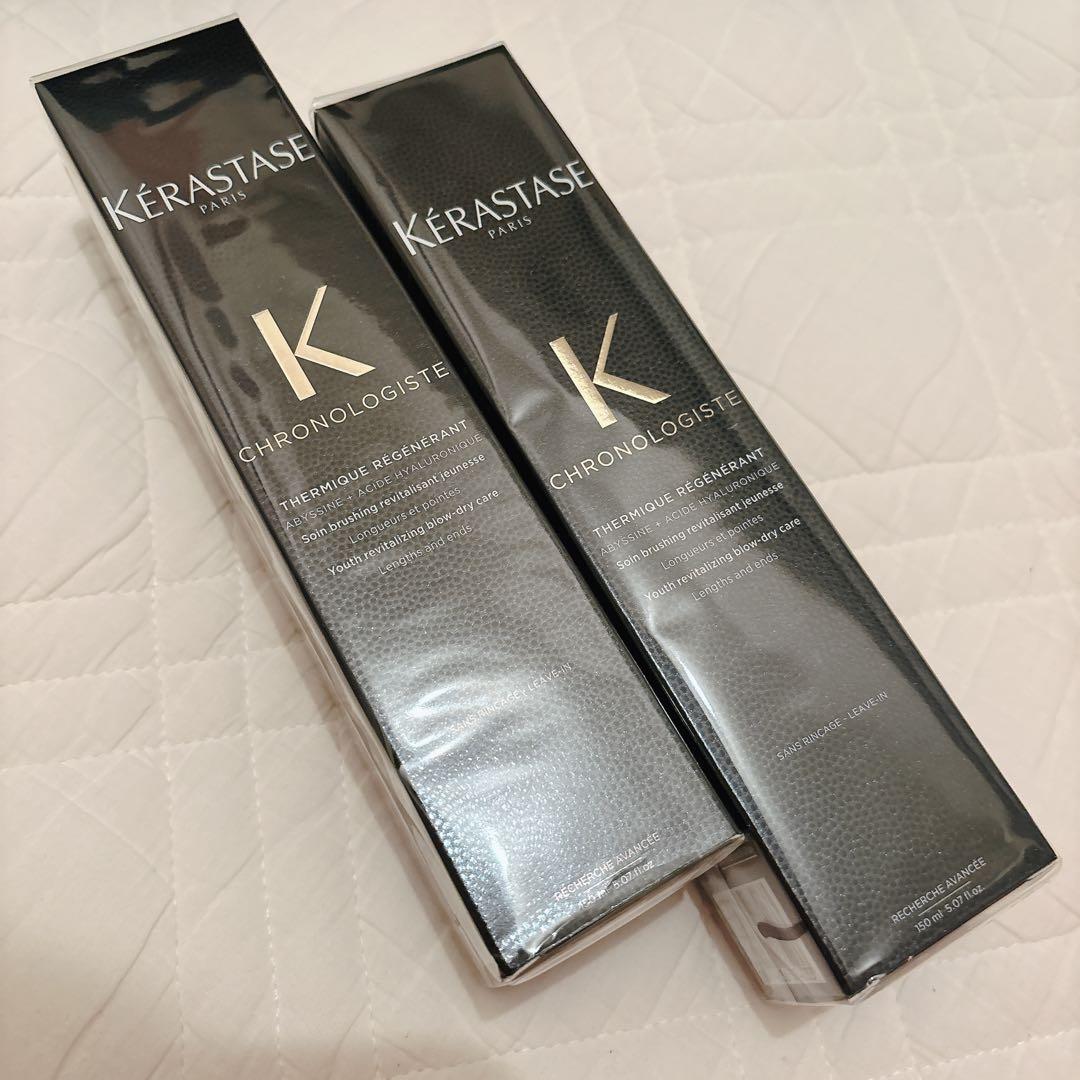 KÉRASTASE
PARIS
K
CHRONOLOGISTE
THERMIQUE RÉGÉNÉRANT
ABYSSINE + ACIDE HYALURONIQUE
Soin brushing revitalisant jeunesse
Longueurs et pointes
Youth revitalizing blow-dry care
Lengths and ends
SANS RINÇAGE - LEAVE-IN
RECHERCHE AVANCÉE
150 ml 5.07 fl.oz
KÉRASTASE
PARIS
K
CHRONOLOGISTE
THERMIQUE RÉGÉNÉRANT
ABYSSINE + ACIDE HYALURONIQUE
Soin brushing revitalisant jeunesse
Longueurs et pointes
Youth revitalizing blow-dry care
Lengths and ends
SANS RINÇAGE - LEAVE-IN
RECHERCHE AVANCÉE
150 ml 5.07 fl.oz